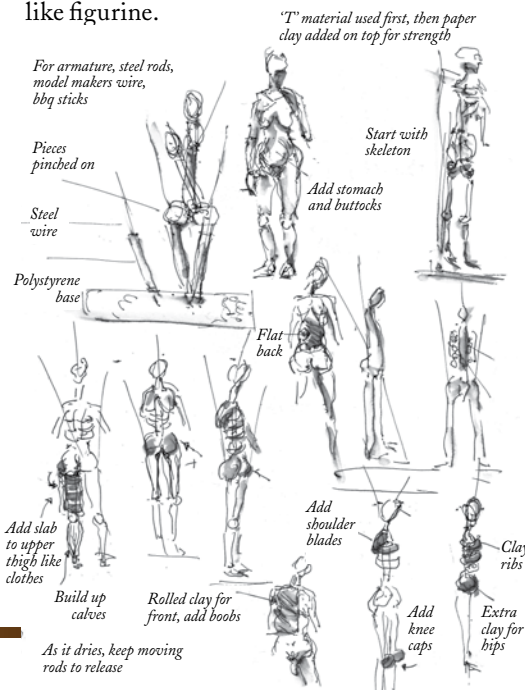 like figurine.
'T' material used first, then paper
clay added on top for strength
For armature, steel rods,
model makers wire,
bbq sticks
Pieces
pinched on
Start with
skeleton
Add stomach
and buttocks
Steel
wire
Polystyrene
base
Flat
back
Add
shoulder
blades
Add slab
to upper
thigh like
clothes
Clay
ribs
Build up
calves
Rolled clay for
front, add boobs
Add
knee
caps
Extra
clay for
hips
As it dries, keep moving
rods to release